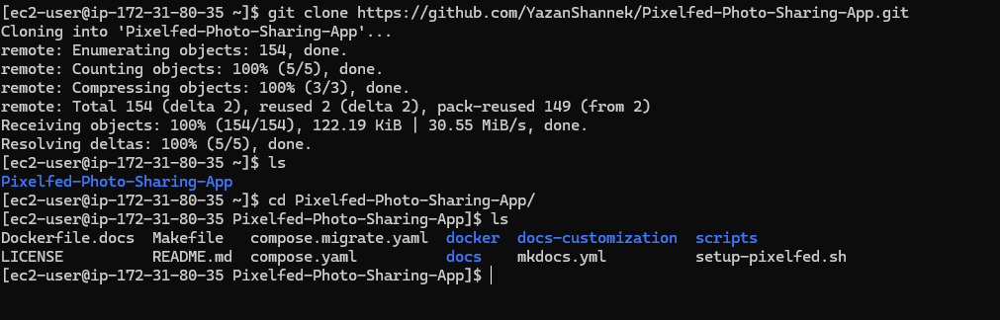 [ec2-user@ip-172-31-80-35 ~]$ git clone https://github.com/YazanShannek/Pixelfed-Photo-Sharing-App.git
Cloning into 'Pixelfed-Photo-Sharing-App'...
remote: Enumerating objects: 154, done.
remote: Counting objects: 100% (5/5), done.
remote: Compressing objects: 100% (3/3), done.
remote: Total 154 (delta 2), reused 2 (delta 2), pack-reused 149 (from 2)
Receiving objects: 100% (154/154), 122.19 KiB | 30.55 MiB/s, done.
Resolving deltas: 100% (5/5), done.
[ec2-user@ip-172-31-80-35 ~]$ ls
Pixelfed-Photo-Sharing-App
[ec2-user@ip-172-31-80-35 ~]$ cd Pixelfed-Photo-Sharing-App/
[ec2-user@ip-172-31-80-35 Pixelfed-Photo-Sharing-App]$ ls
Dockerfile.docs  Makefile   compose.migrate.yaml  docker  docs-customization  scripts
LICENSE          README.md  compose.yaml          docs    mkdocs.yml          setup-pixelfed.sh
[ec2-user@ip-172-31-80-35 Pixelfed-Photo-Sharing-App]$